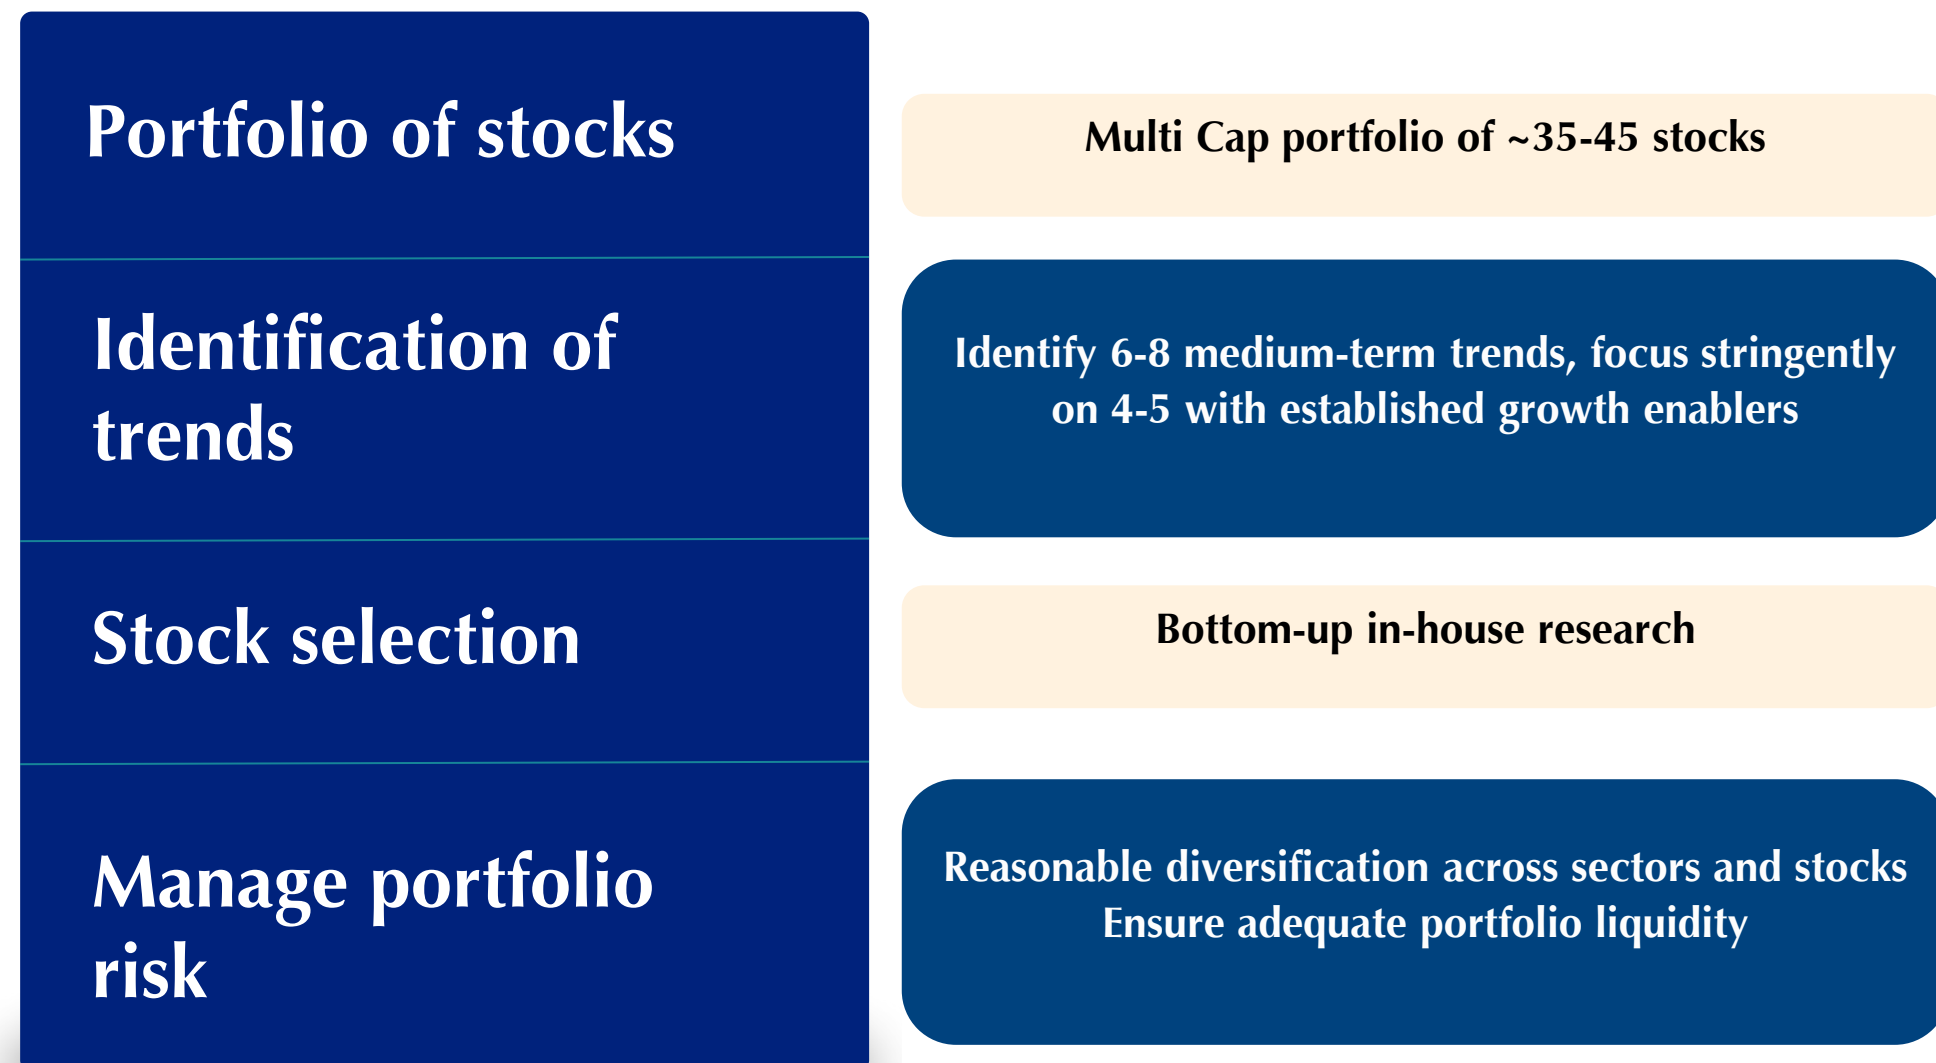 Portfolio of stocks
Multi Cap portfolio of ~35-45 stocks
Identification of
trends
Identify 6-8 medium-term trends, focus stringently
on 4-5 with established growth enablers
Stock selection
Bottom-up in-house research
Manage portfolio
risk
Reasonable diversification across sectors and stocks
Ensure adequate portfolio liquidity